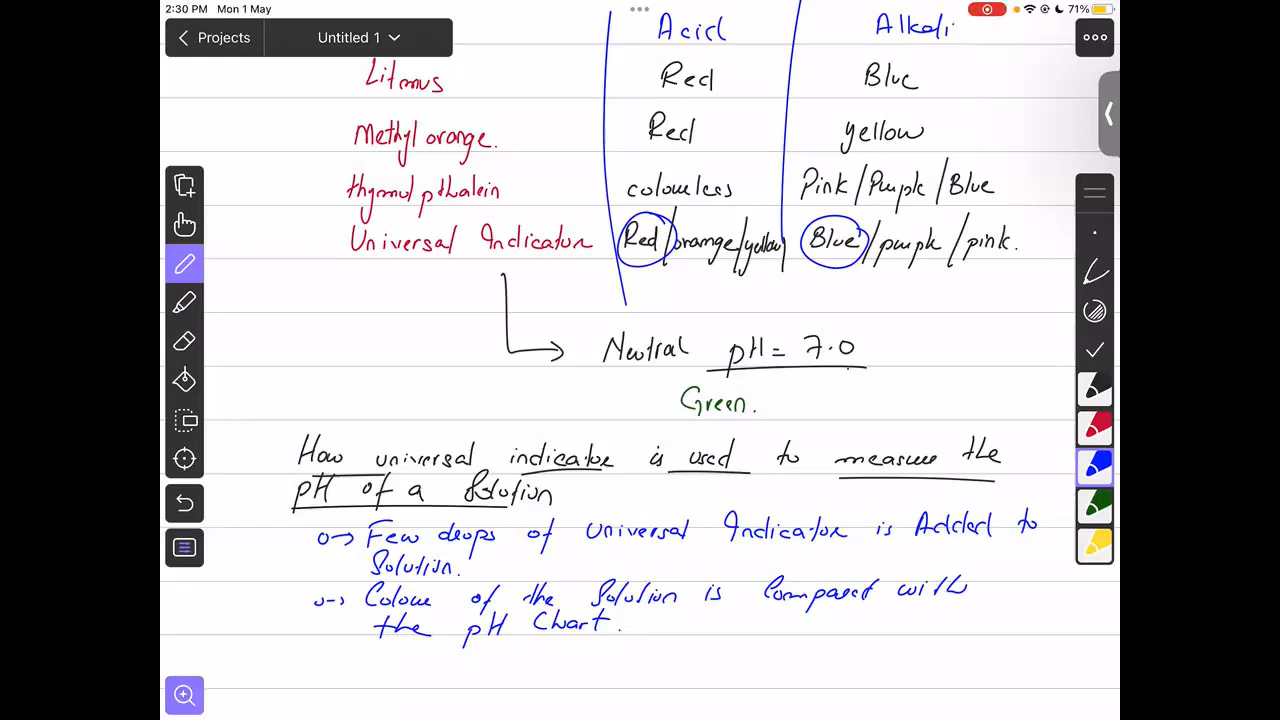 2:30 PM Mon 1 May 71%
Projects Untitled 1
Acid Alkali
Litmus Red Blue
Methyl orange. Red yellow
thymol pthalein colourless Pink/Purple/Blue
Universal Indicator Red/orange/yellow Blue/purple/pink.
Neutral pH = 7.0
Green.
How universal indicator is used to measure the
pH of a Solution
Few drops of Universal Indicator is Added to
Solution.
Colour of the Solution is Compared with
the pH Chart.